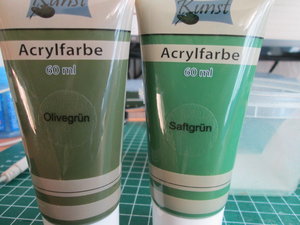 Kunst
Acrylfarbe
60 ml
Olivegrün
Kunst
Acrylfarbe
60 ml
Saftgrün